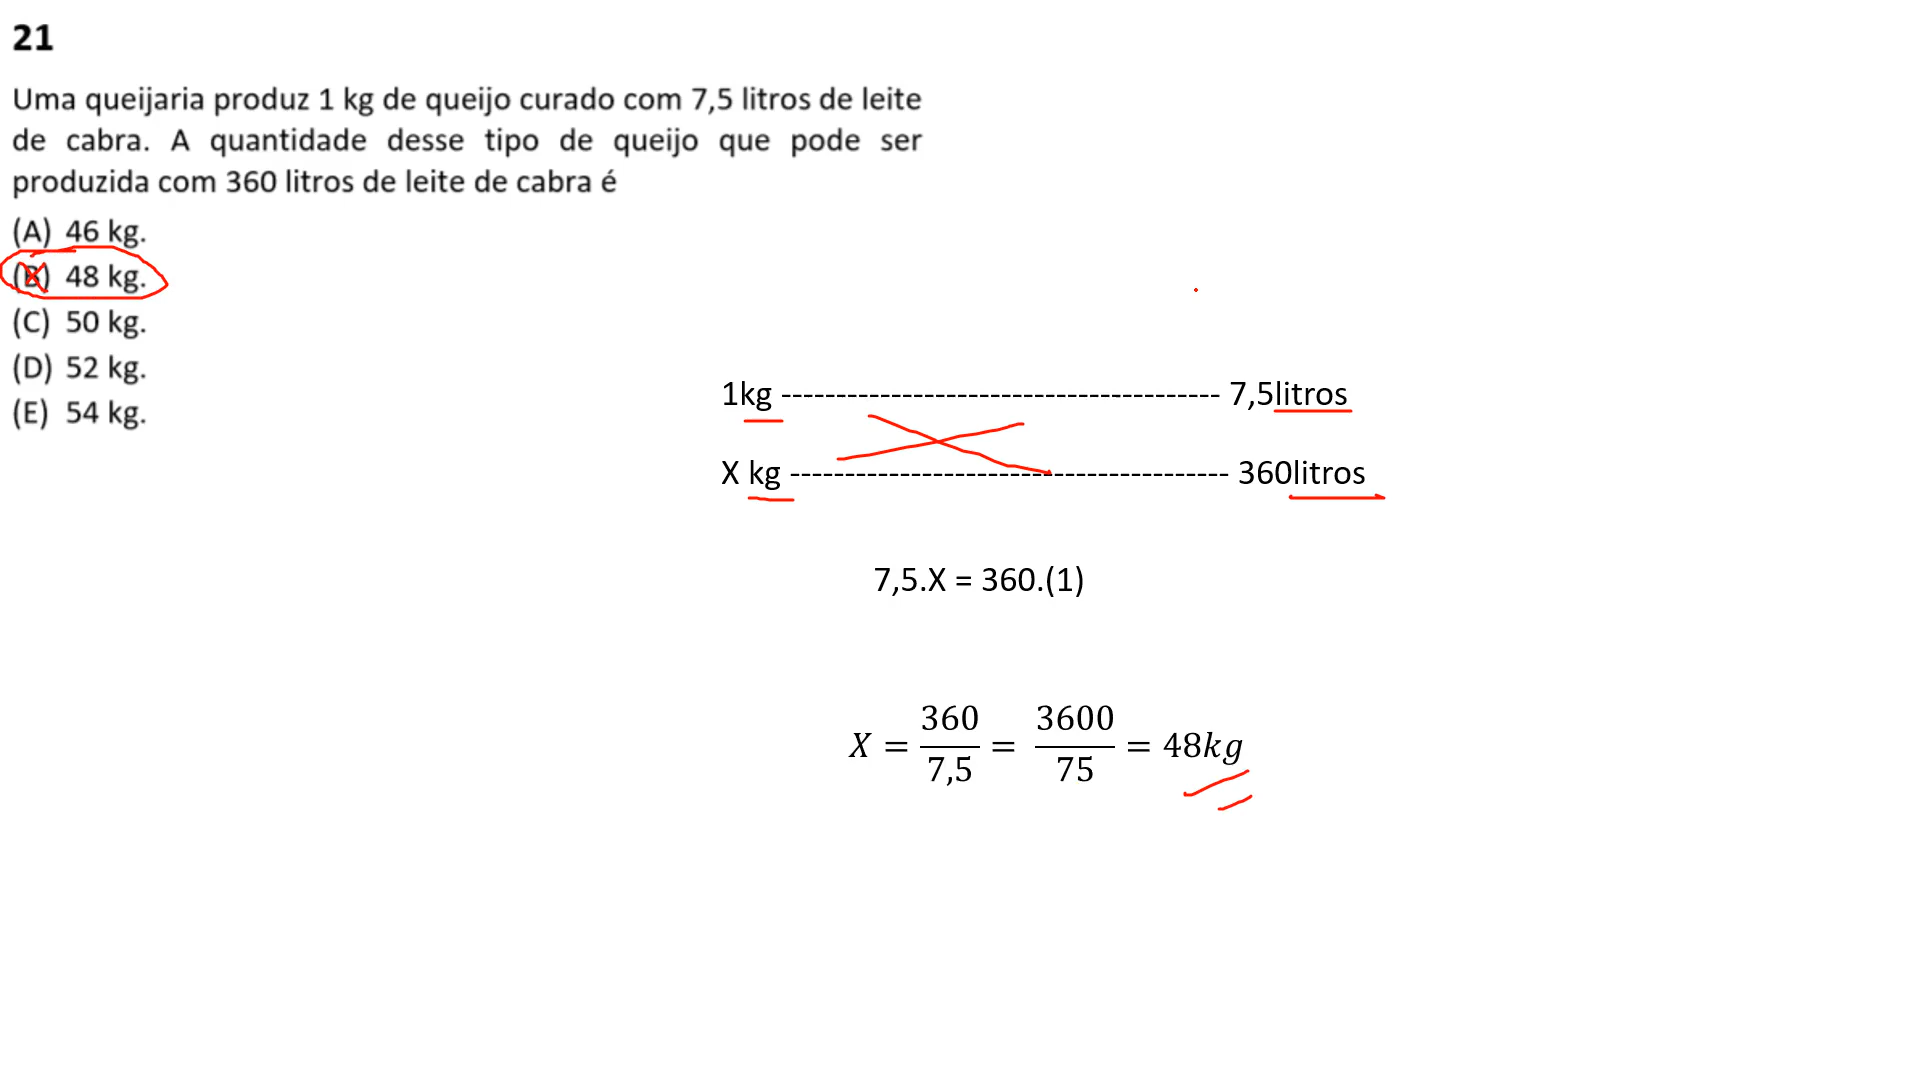 21
Uma queijaria produz 1 kg de queijo curado com 7,5 litros de leite
de cabra. A quantidade desse tipo de queijo que pode ser
produzida com 360 litros de leite de cabra é
(A) 46 kg.
(B) 48 kg.
(C) 50 kg.
(D) 52 kg.
(E) 54 kg.
1kg ---------------------------------------- 7,5litros
X kg ---------------------------------------- 360litros
7,5.X = 360.(1)
X = 360/7,5 = 3600/75 = 48kg